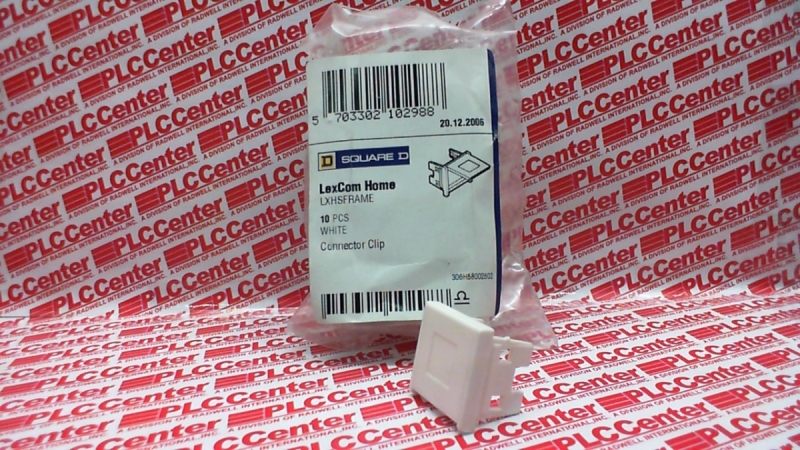 5 703302 102988
20.12.2006
D SQUARE D
LexCom Home
LXHSFRAME
10 PCS
WHITE
Connector Clip
PLCCenter
A DIVISION OF RADWELL INTERNATIONAL, INC.